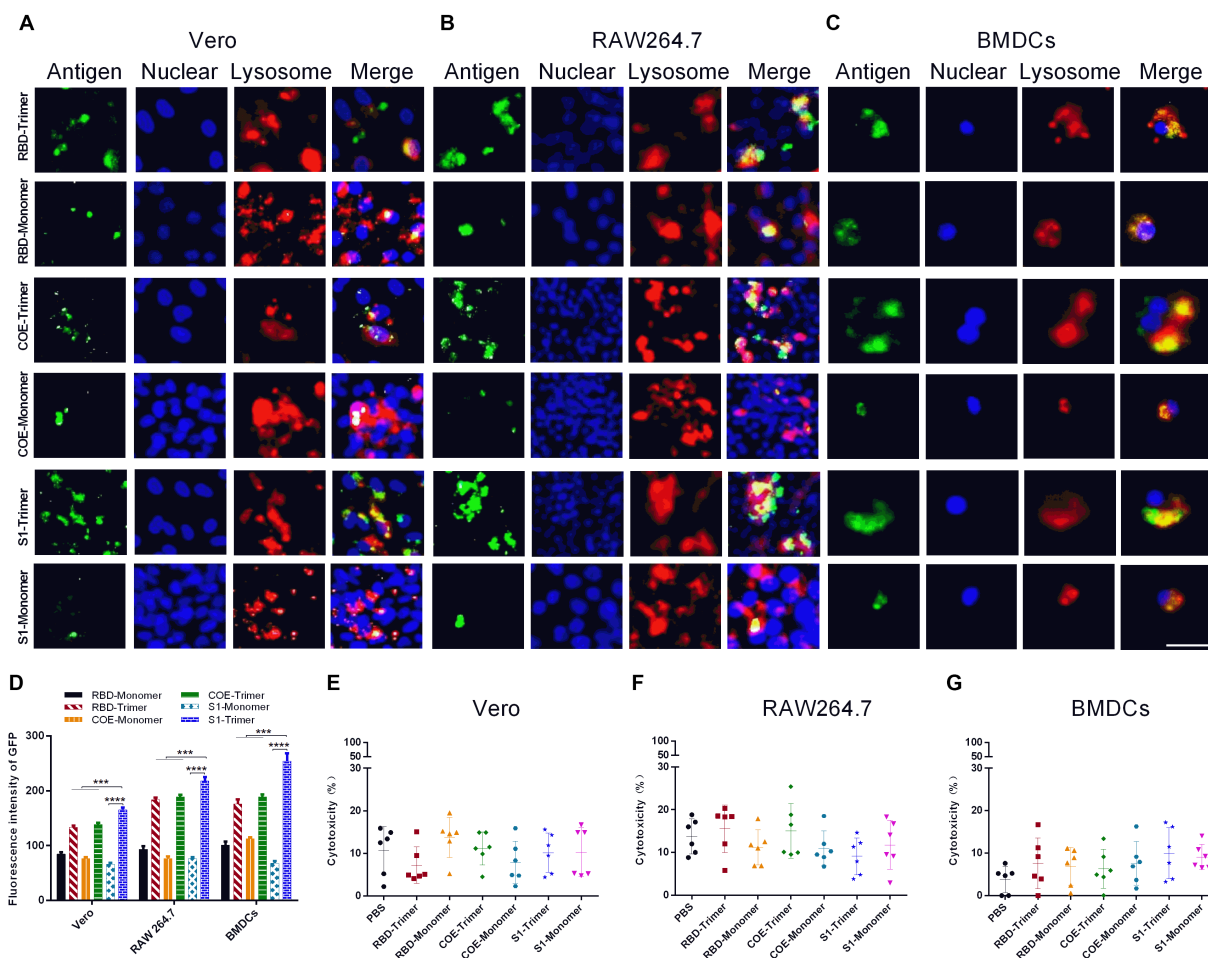 A B C
Vero RAW264.7 BMDCs
Antigen Nuclear Lysosome Merge Antigen Nuclear Lysosome Merge Antigen Nuclear Lysosome Merge
RBD-Trimer
RBD-Monomer
COE-Trimer
COE-Monomer
S1-Trimer
S1-Monomer
D
RBD-Monomer COE-Trimer
RBD-Trimer S1-Monomer
COE-Monomer S1-Trimer
Fluorescence intensity of GFP
300
200
100
0
*** **** *** **** *** ****
Vero RAW 264.7 BMDCs
E
Vero
Cytotoxicity (%)
100
50
30
20
10
0
PBS RBD-Trimer RBD-Monomer COE-Trimer COE-Monomer S1-Trimer S1-Monomer
F
RAW264.7
Cytotoxicity (%)
100
50
30
20
10
0
PBS RBD-Trimer RBD-Monomer COE-Trimer COE-Monomer S1-Trimer S1-Monomer
G
BMDCs
Cytotoxicity (%)
100
50
30
20
10
0
PBS RBD-Trimer RBD-Monomer COE-Trimer COE-Monomer S1-Trimer S1-Monomer